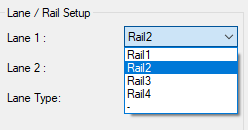 Lane / Rail Setup
Lane 1 :
Rail2
Rail1
Rail2
Lane 2 :
Rail3
Rail4
Lane Type:
-